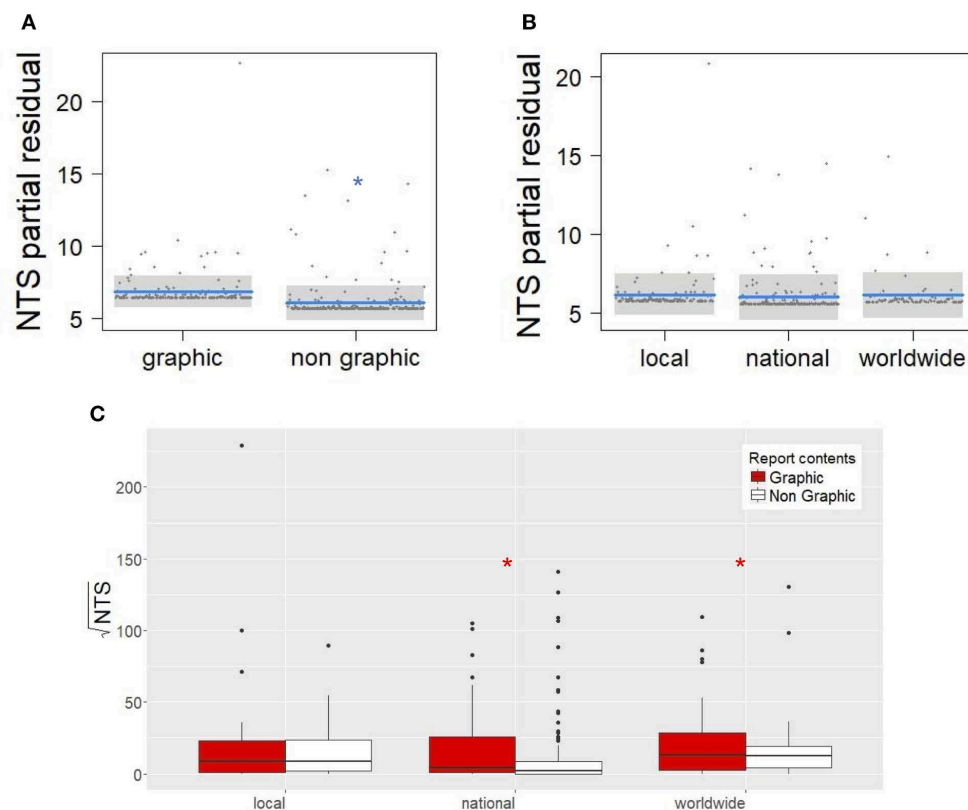 A
NTS partial residual
20
15
10
5
*
graphic non graphic
B
NTS partial residual
20
15
10
5
local national worldwide
C
√NTS
200
150
100
50
0
* *
Report contents
Graphic
Non Graphic
local national worldwide